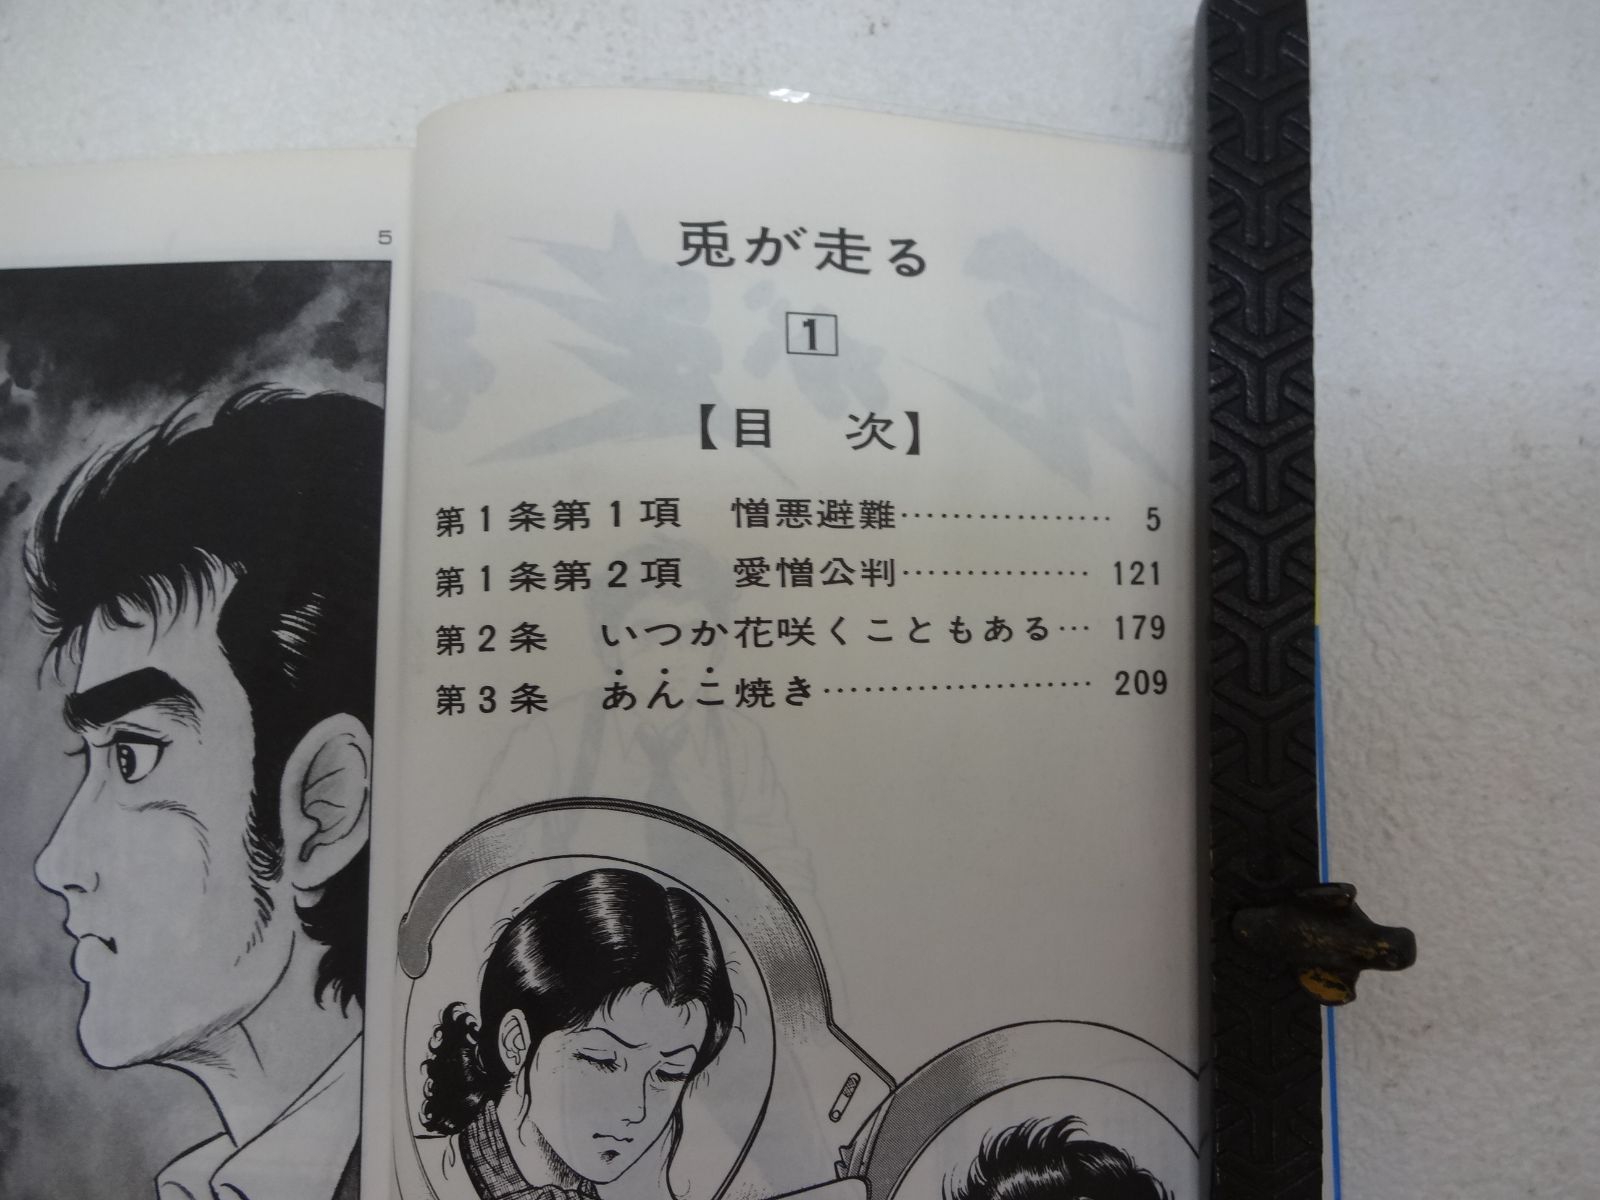 5
兎が走る
1
【目 次】
第1条第1項 憎悪避難……………… 5
第1条第2項 愛憎公判…………… 121
第2条 いつか花咲くこともある… 179
第3条 あんこ焼き…………………… 209